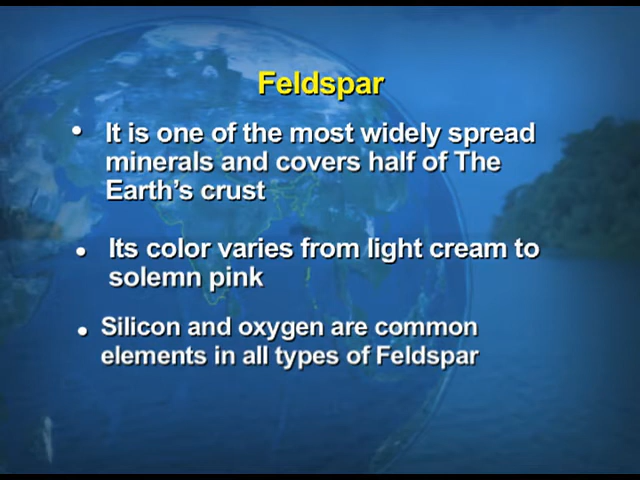 Feldspar
• It is one of the most widely spread
minerals and covers half of The
Earth's crust
• Its color varies from light cream to
solemn pink
• Silicon and oxygen are common
elements in all types of Feldspar